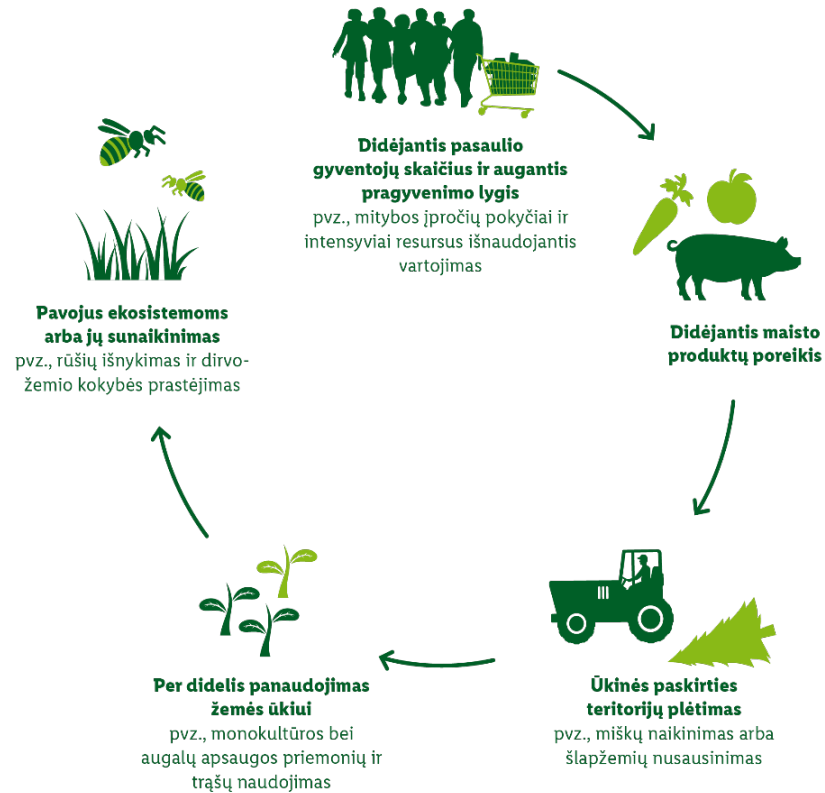 Didėjantis pasaulio
gyventojų skaičius ir augantis
pragyvenimo lygis
pvz., mitybos įpročių pokyčiai ir
intensyviai resursus išnaudojantis
vartojimas
Didėjantis maisto
produktų poreikis
Ūkinės paskirties
teritorijų plėtimas
pvz., miškų naikinimas arba
šlapžemių nusausinimas
Per didelis panaudojimas
žemės ūkiui
pvz., monokultūros bei
augalų apsaugos priemonių ir
trąšų naudojimas
Pavojus ekosistemoms
arba jų sunaikinimas
pvz., rūšių išnykimas ir dirvo-
žemio kokybės prastėjimas